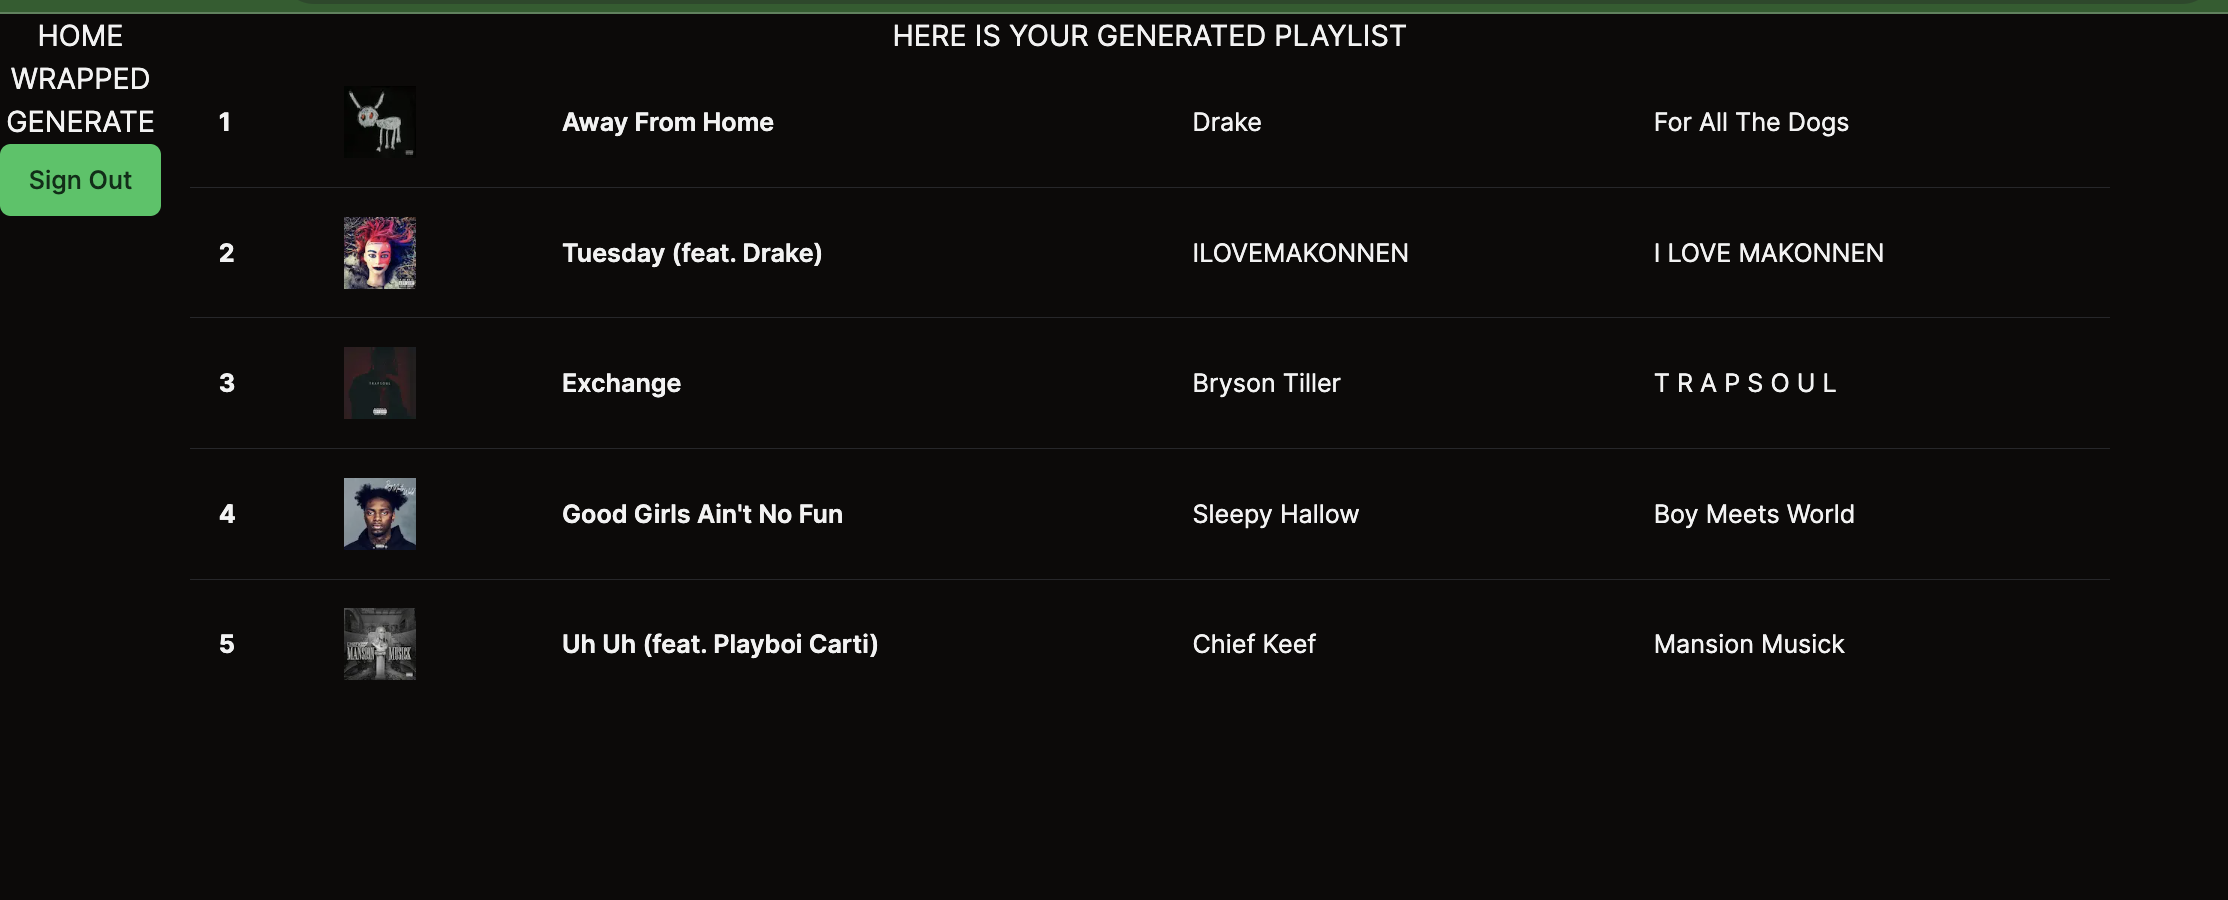 HOME
WRAPPED
GENERATE
Sign Out
HERE IS YOUR GENERATED PLAYLIST
1 Away From Home Drake For All The Dogs
2 Tuesday (feat. Drake) ILOVEMAKONNEN I LOVE MAKONNEN
3 Exchange Bryson Tiller T R A P S O U L
4 Good Girls Ain't No Fun Sleepy Hallow Boy Meets World
5 Uh Uh (feat. Playboi Carti) Chief Keef Mansion Musick
MANSION MUSICK